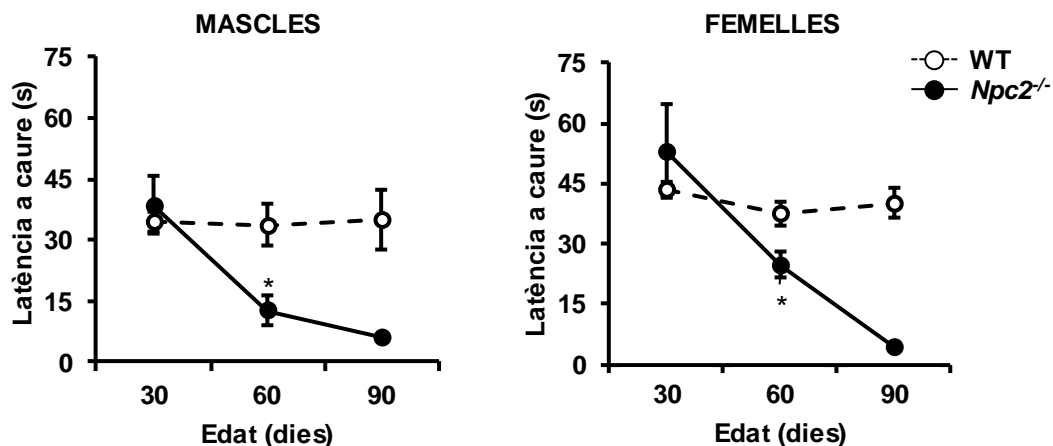 MASCLES
75
60
45
30
15
0
Latència a caure (s)
*
30 60 90
Edat (dies)
FEMELLES
75
60
45
30
15
0
Latència a caure (s)
*
30 60 90
Edat (dies)
WT
Npc2-/-